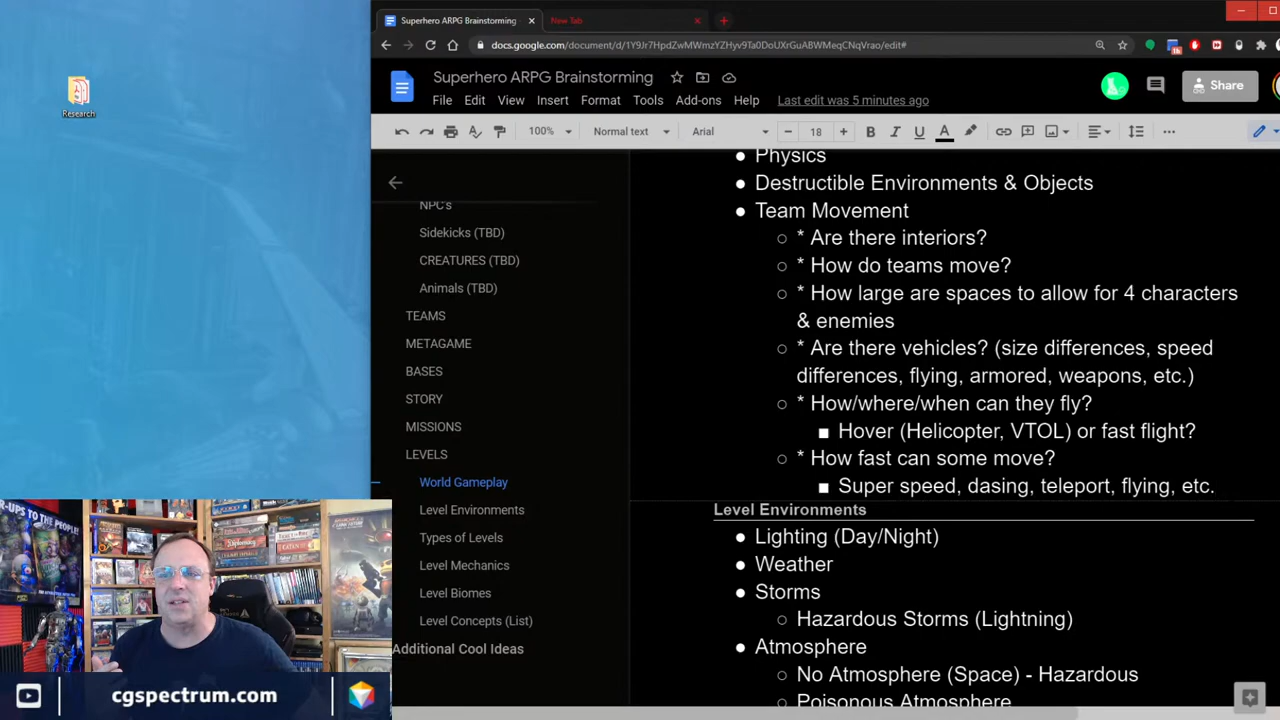 Superhero ARPG Brainstorming
New Tab
docs.google.com/document/d/1Y9Jr7HpdZwMWmzYZHyv9Ta0DoUXrGuABWMeqCNqVrao/edit#
Research
Superhero ARPG Brainstorming
File Edit View Insert Format Tools Add-ons Help Last edit was 5 minutes ago
Share
100% Normal text Arial 18
NPC's
Sidekicks (TBD)
CREATURES (TBD)
Animals (TBD)
TEAMS
METAGAME
BASES
STORY
MISSIONS
LEVELS
World Gameplay
Level Environments
Types of Levels
Level Mechanics
Level Biomes
Level Concepts (List)
Additional Cool Ideas
● Physics
● Destructible Environments & Objects
● Team Movement
○ * Are there interiors?
○ * How do teams move?
○ * How large are spaces to allow for 4 characters
& enemies
○ * Are there vehicles? (size differences, speed
differences, flying, armored, weapons, etc.)
○ * How/where/when can they fly?
■ Hover (Helicopter, VTOL) or fast flight?
○ * How fast can some move?
■ Super speed, dasing, teleport, flying, etc.
Level Environments
● Lighting (Day/Night)
● Weather
● Storms
○ Hazardous Storms (Lightning)
● Atmosphere
○ No Atmosphere (Space) - Hazardous
○ Poisonous Atmosphere
cgspectrum.com